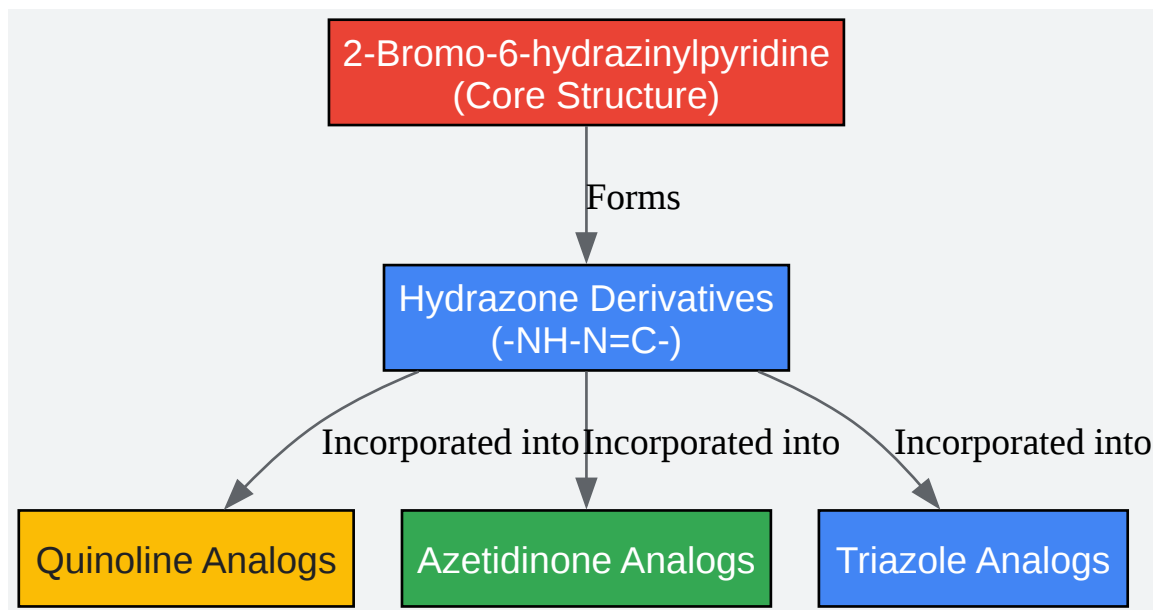 2-Bromo-6-hydrazinylpyridine
(Core Structure)
Forms
Hydrazone Derivatives
(-NH-N=C-)
Incorporated into
Incorporated into
Incorporated into
Quinoline Analogs
Azetidinone Analogs
Triazole Analogs